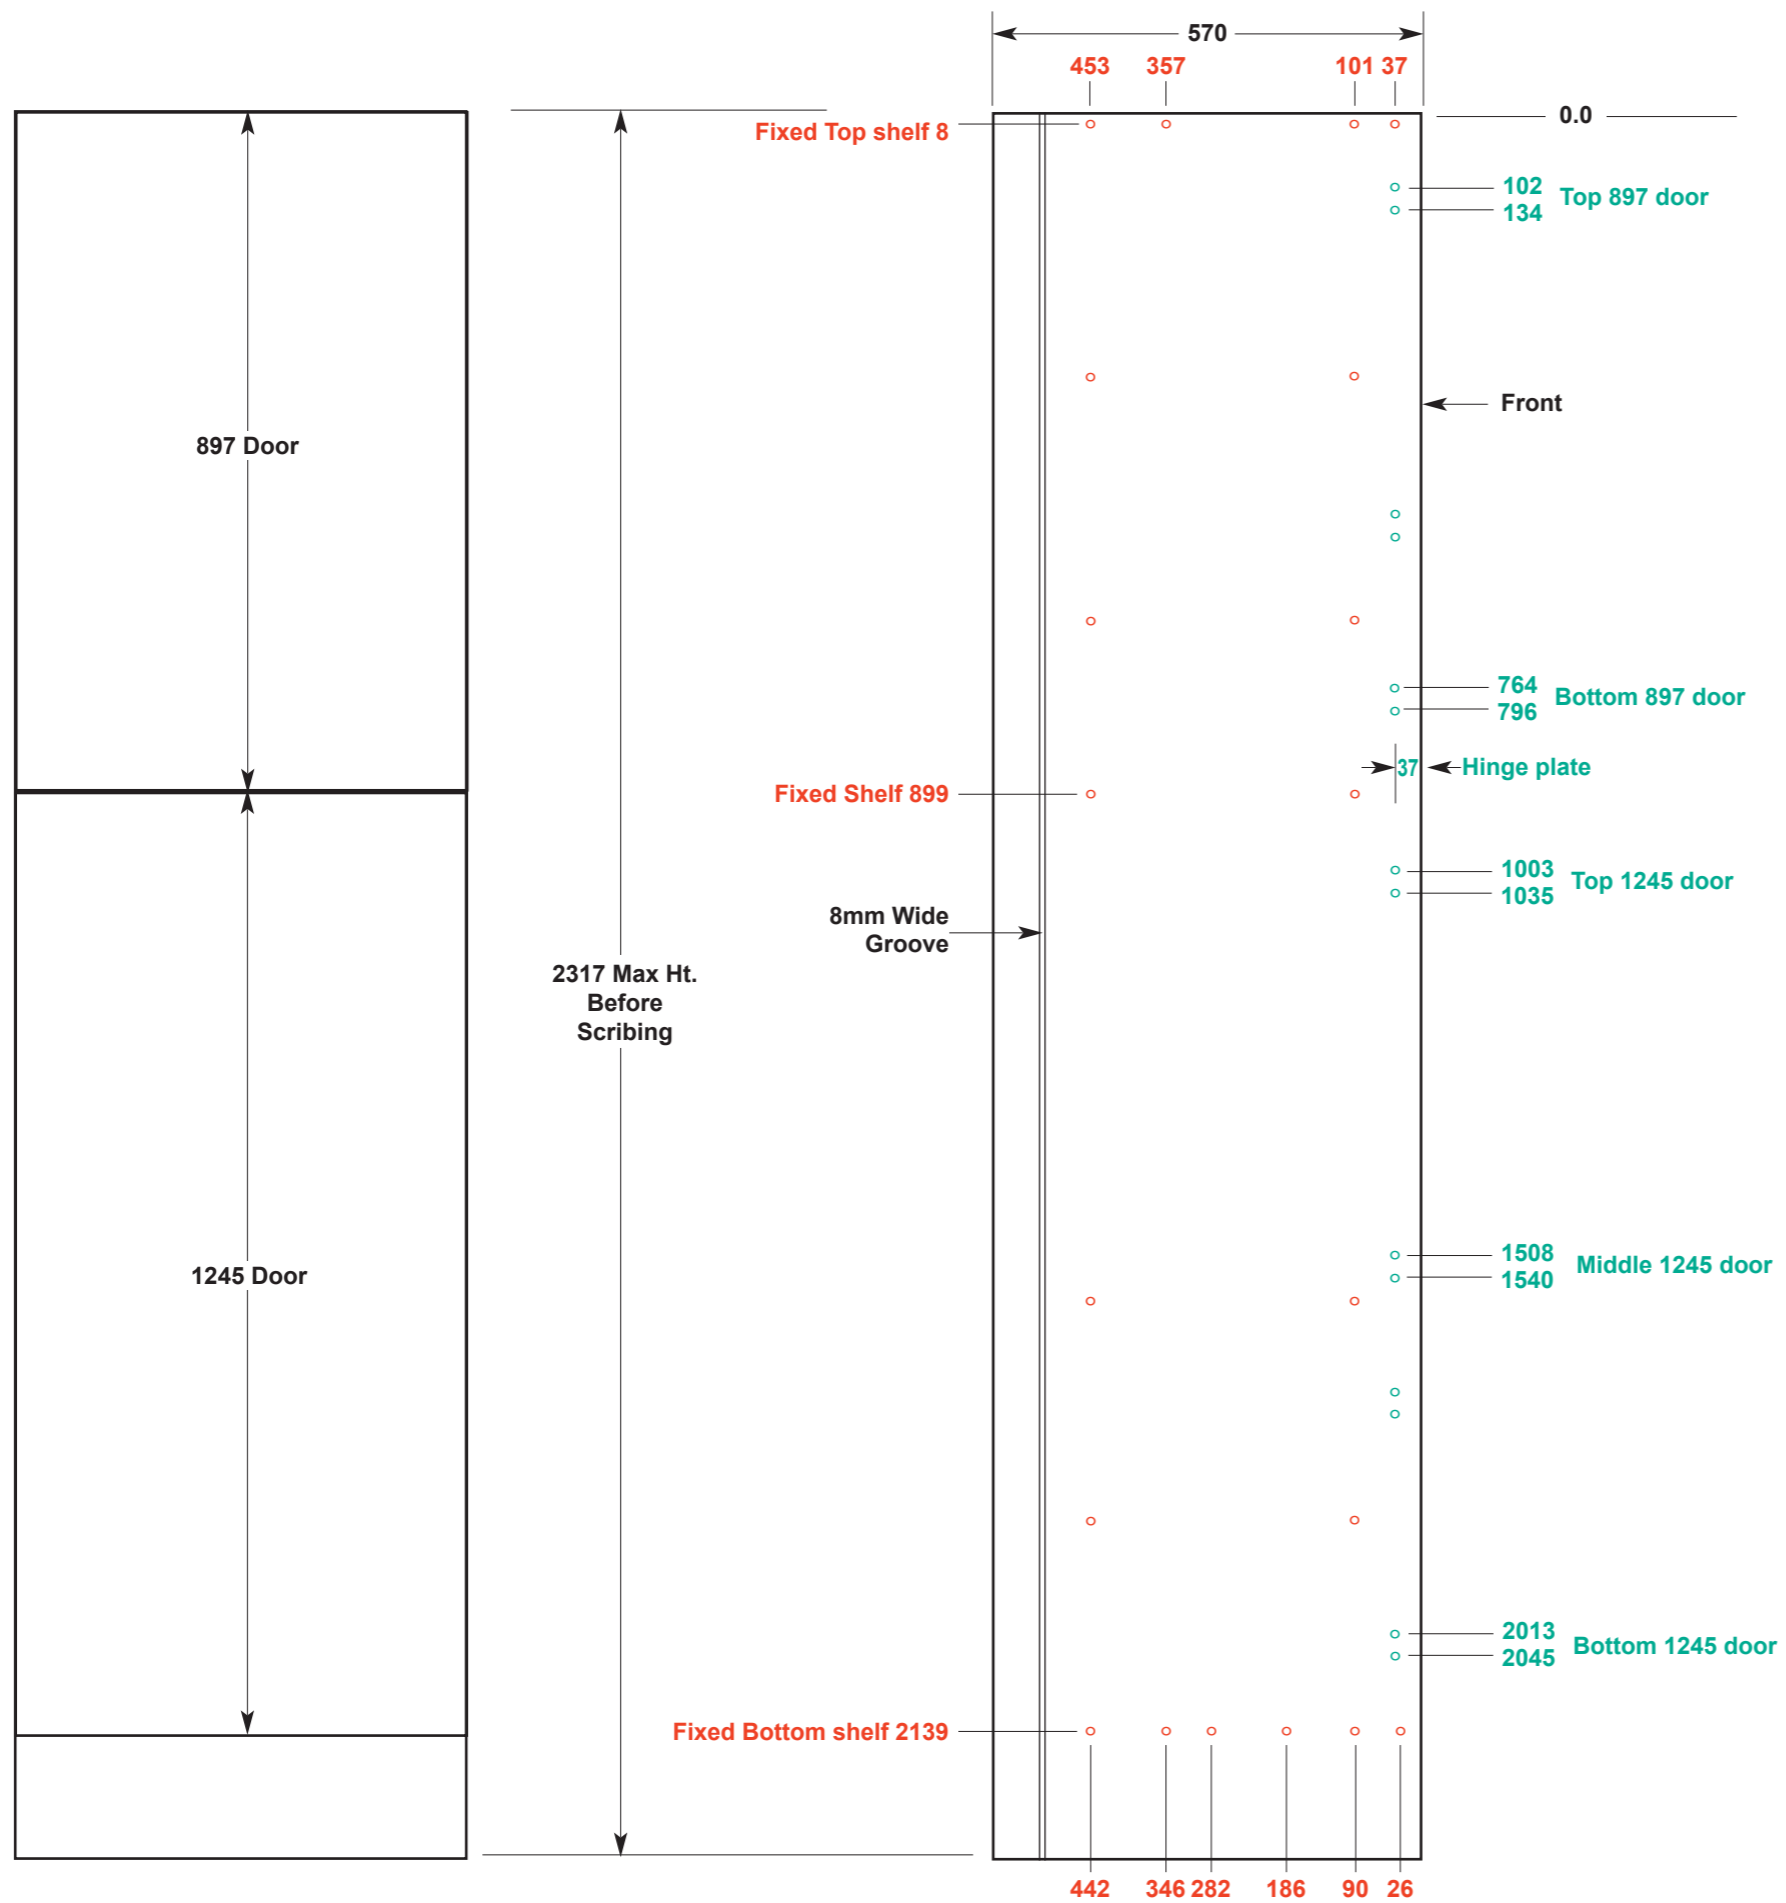 570
453 357 101 37
0.0
Fixed Top shelf 8
102
Top 897 door
134
Front
897 Door
764
Bottom 897 door
796
37 Hinge plate
Fixed Shelf 899
1003
Top 1245 door
1035
8mm Wide
Groove
2317 Max Ht.
Before
Scribing
1508
Middle 1245 door
1540
1245 Door
2013
Bottom 1245 door
2045
Fixed Bottom shelf 2139
442 346 282 186 90 26